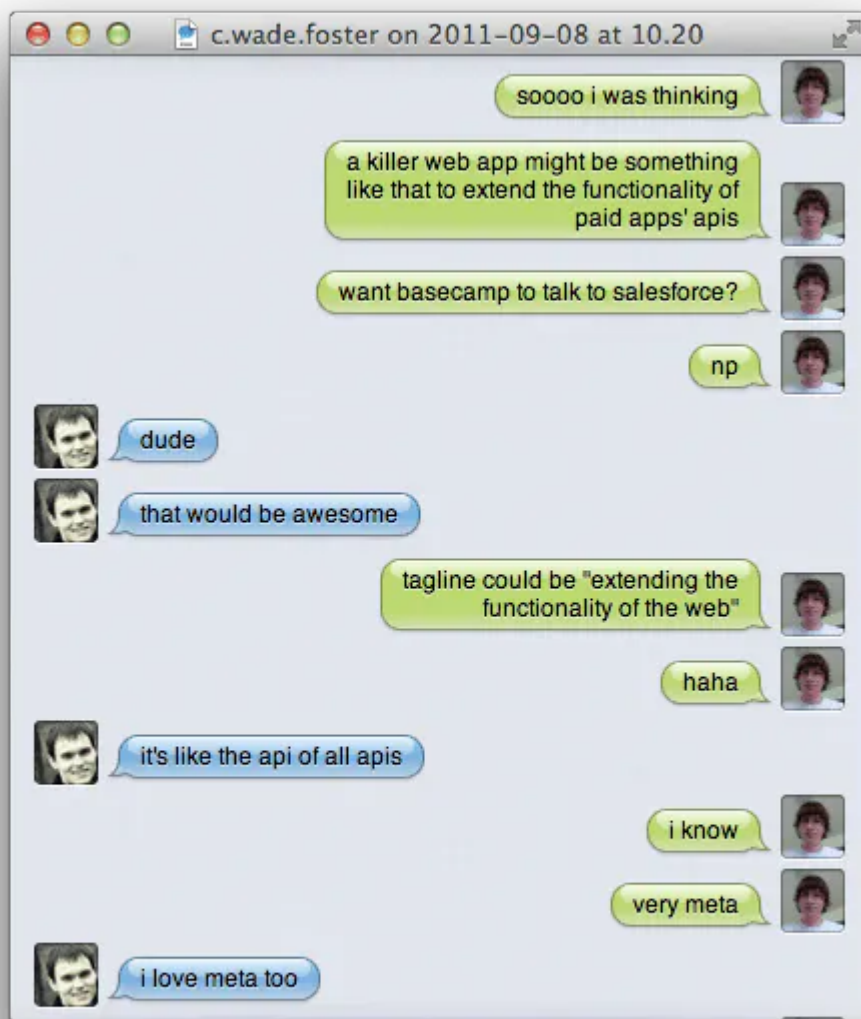 c.wade.foster on 2011-09-08 at 10.20
soooo i was thinking
a killer web app might be something
like that to extend the functionality of
paid apps' apis
want basecamp to talk to salesforce?
np
dude
that would be awesome
tagline could be "extending the
functionality of the web"
haha
it's like the api of all apis
i know
very meta
i love meta too